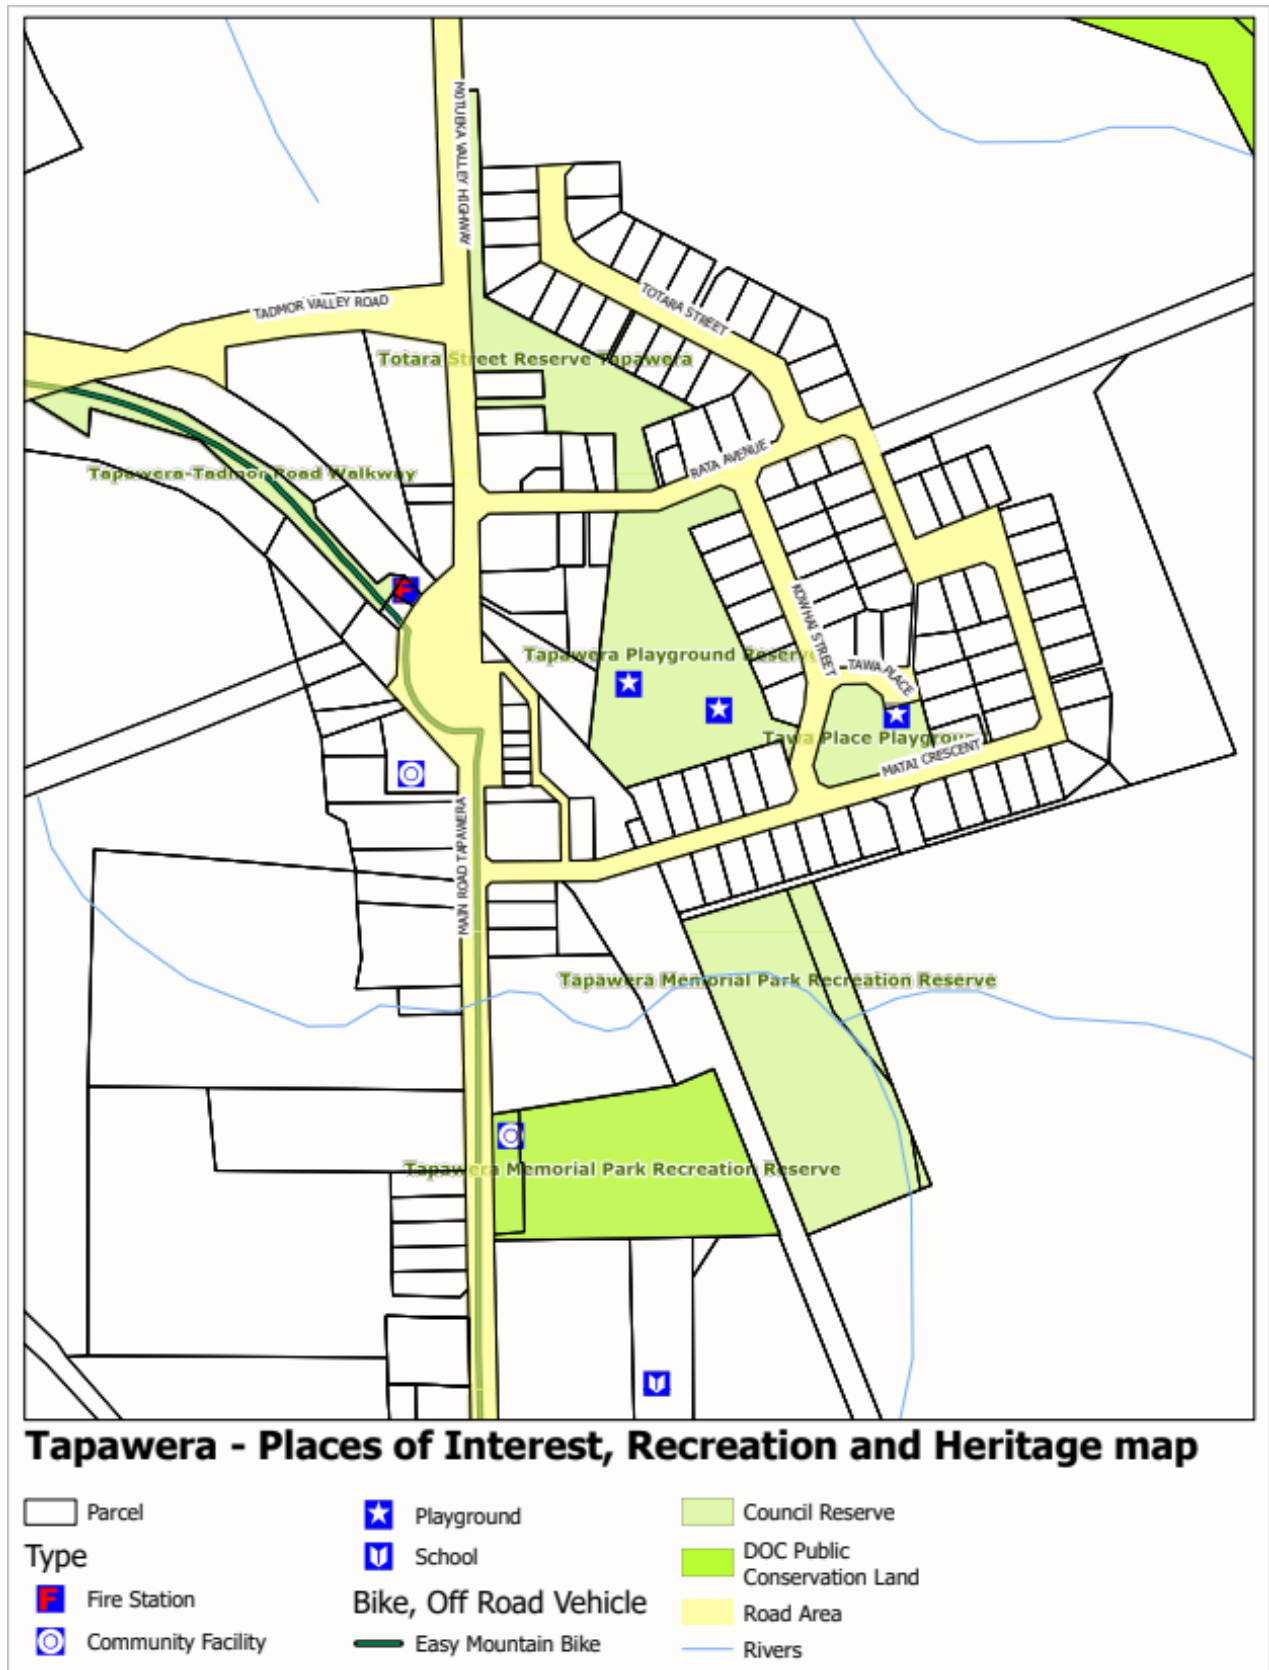 MOTUEKA VALLEY HIGHWAY
TADMOR VALLEY ROAD
TOTARA STREET
Totara Street Reserve Tapawera
RATA AVENUE
Tapawera-Tadmor Road Walkway
F
KOWHAI STREET
Tapawera Playground Reserve
TAWA PLACE
Tawa Place Playground
MATAI CRESCENT
MAIN ROAD TAPAWERA
Tapawera Memorial Park Recreation Reserve
Tapawera Memorial Park Recreation Reserve
Tapawera - Places of Interest, Recreation and Heritage map
Parcel
Type
F Fire Station
Community Facility
Playground
School
Bike, Off Road Vehicle
Easy Mountain Bike
Council Reserve
DOC Public
Conservation Land
Road Area
Rivers